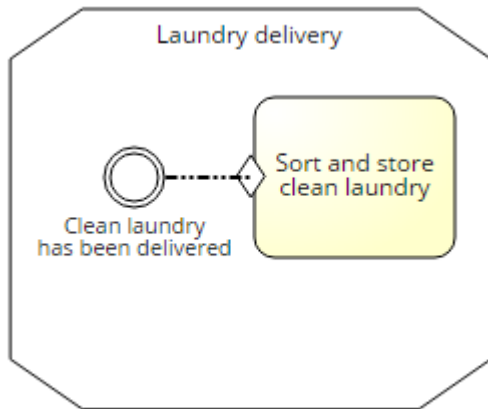 Laundry delivery
Sort and store
clean laundry
Clean laundry
has been delivered